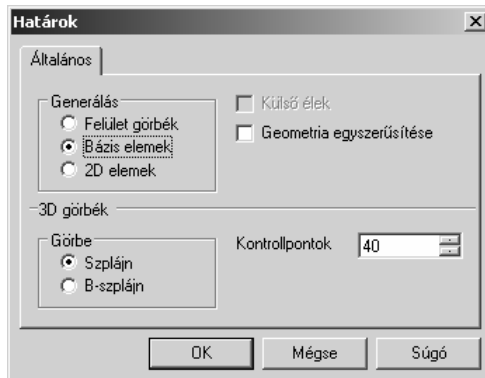 Határok
Általános
Generálás
Felület görbék
Bázis elemek
2D elemek
Külső élek
Geometria egyszerűsítése
3D görbék
Görbe
Szplájn
B-szplájn
Kontrollpontok 40
OK Mégse Súgó